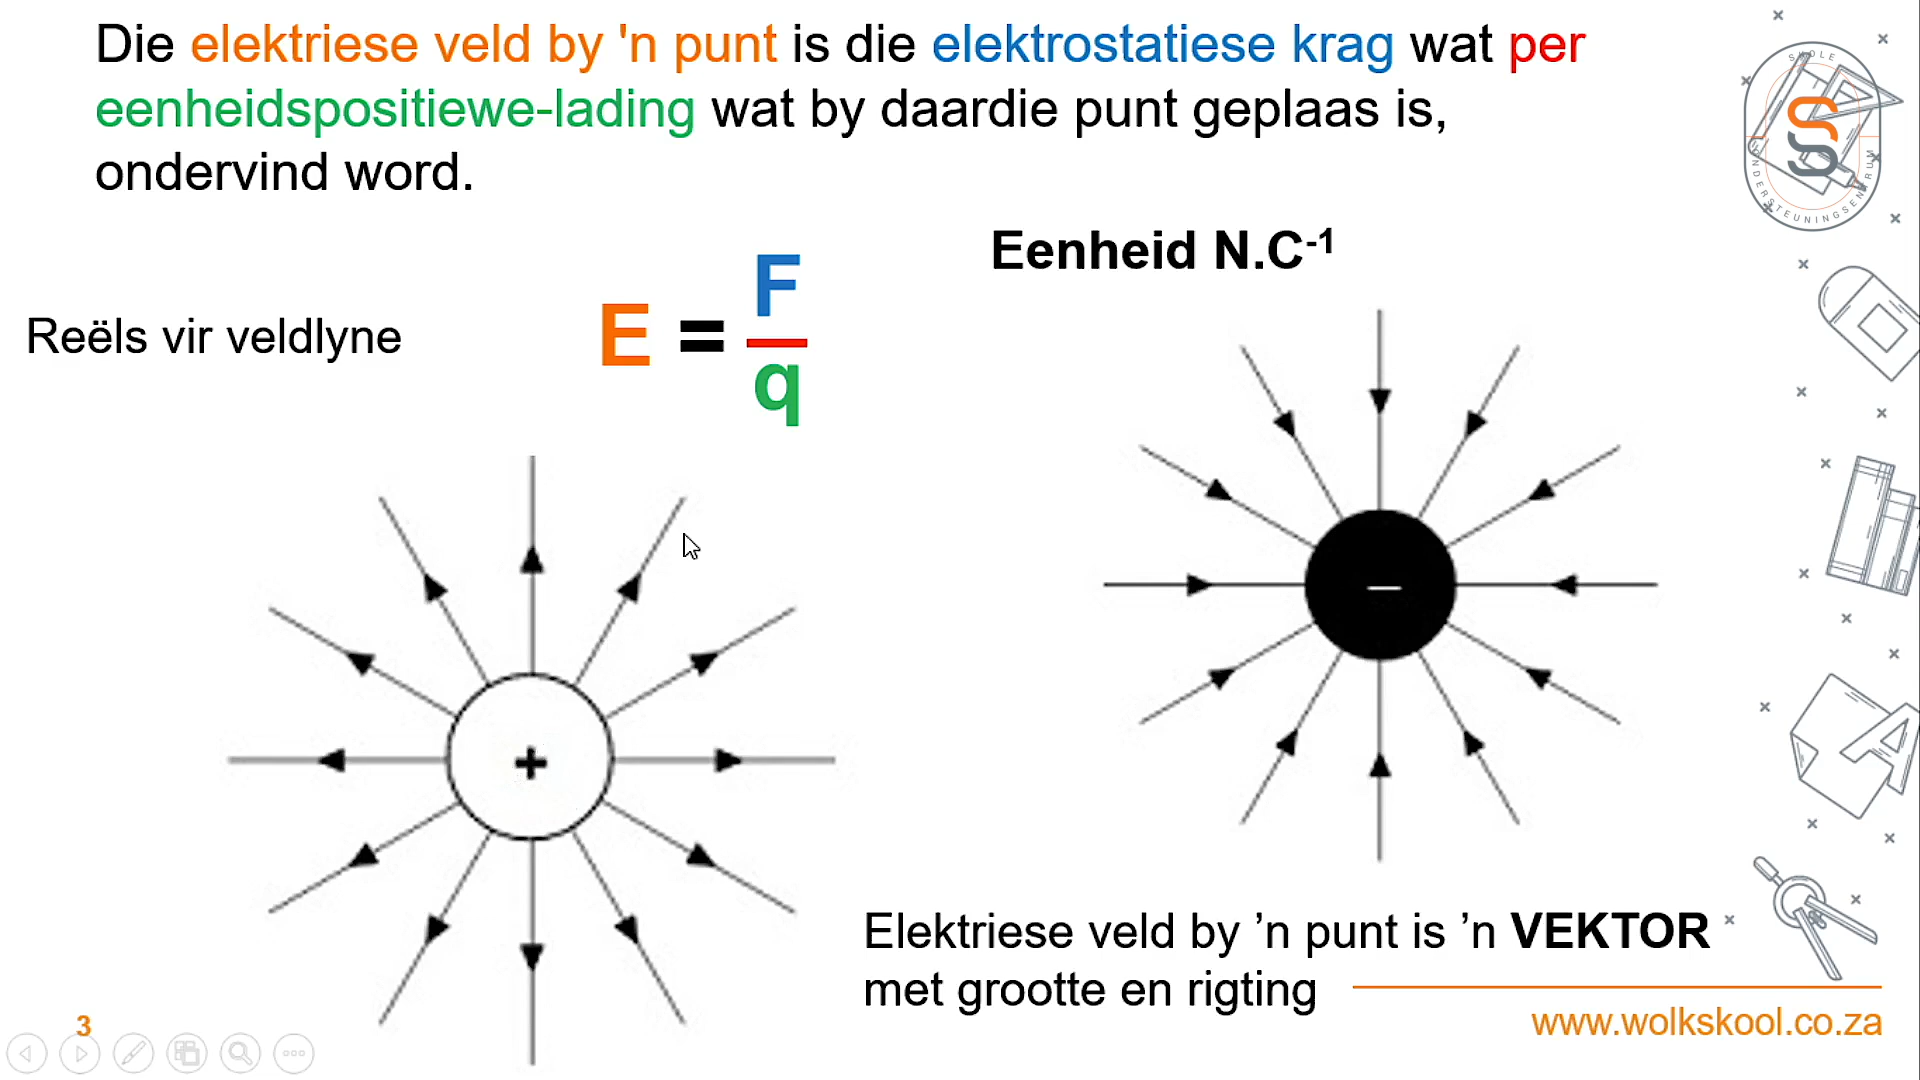 Die elektriese veld by 'n punt is die elektrostatiese krag wat per
eenheidspositiewe-lading wat by daardie punt geplaas is,
ondervind word.
SKOLE
ONDERSTEUNINGSENTRUM
Eenheid N.C⁻¹
Reëls vir veldlyne
E = F/q
+
–
Elektriese veld by ’n punt is ’n VEKTOR
met grootte en rigting
www.wolkskool.co.za
3